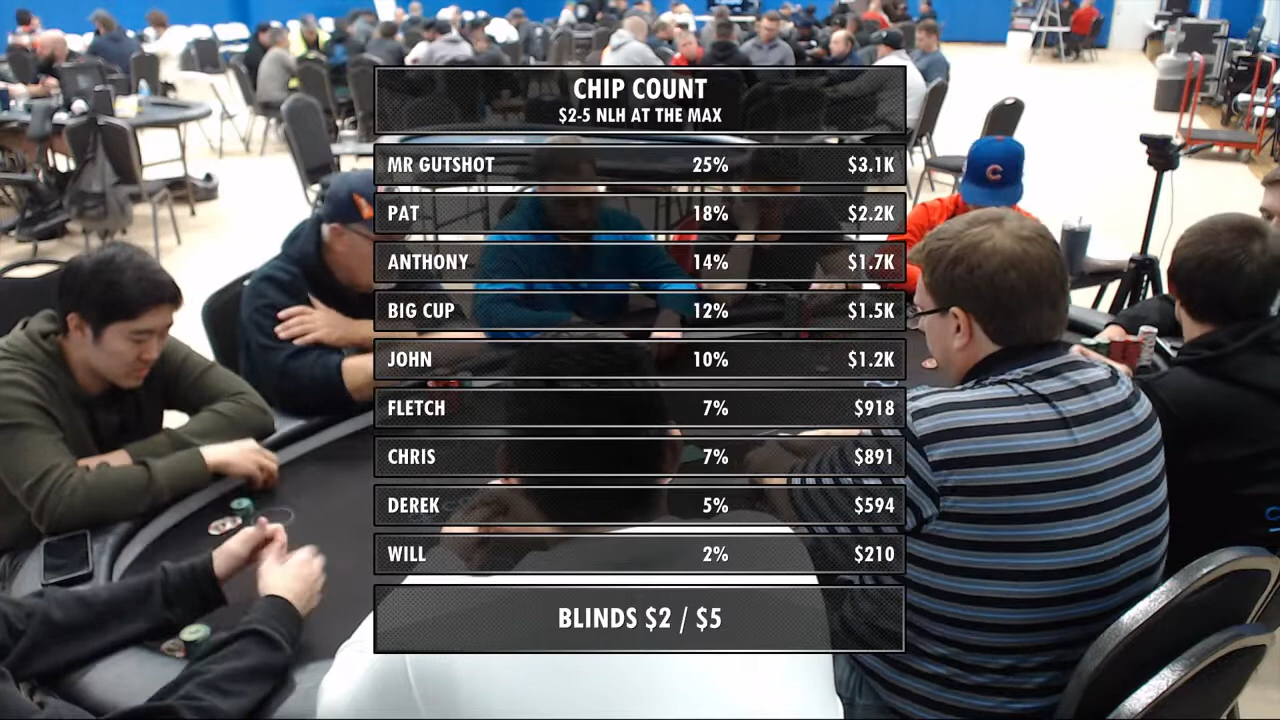 CHIP COUNT
$2-5 NLH AT THE MAX
MR GUTSHOT 25% $3.1K
PAT 18% $2.2K
ANTHONY 14% $1.7K
BIG CUP 12% $1.5K
JOHN 10% $1.2K
FLETCH 7% $918
CHRIS 7% $891
DEREK 5% $594
WILL 2% $210
BLINDS $2 / $5
C